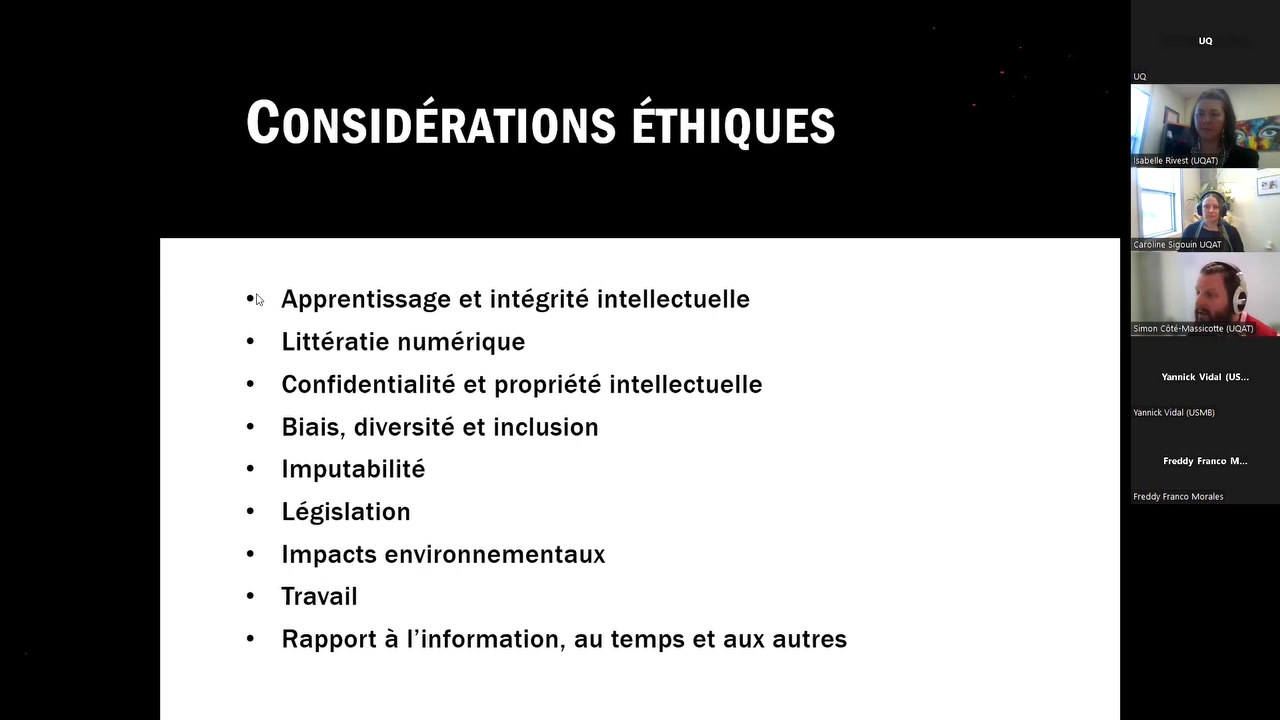 CONSIDÉRATIONS ÉTHIQUES
• Apprentissage et intégrité intellectuelle
• Littératie numérique
• Confidentialité et propriété intellectuelle
• Biais, diversité et inclusion
• Imputabilité
• Législation
• Impacts environnementaux
• Travail
• Rapport à l’information, au temps et aux autres
UQ
UQ
Isabelle Rivest (UQAT)
Caroline Sigouin UQAT
Simon Côté-Massicotte (UQAT)
Yannick Vidal (US...
Yannick Vidal (USMB)
Freddy Franco M...
Freddy Franco Morales